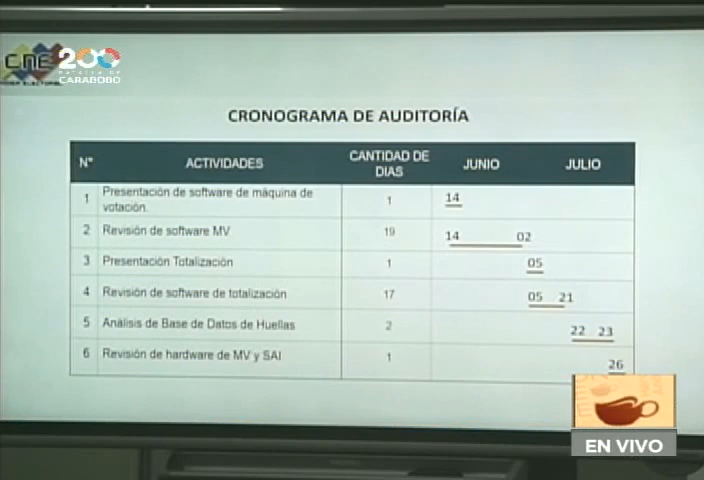 CNE
200
BATALLA DE
CARABOBO
CRONOGRAMA DE AUDITORÍA
N° ACTIVIDADES CANTIDAD DE DIAS JUNIO JULIO
1 Presentación de software de máquina de votación. 1 14
2 Revisión de software MV 19 14 02
3 Presentación Totalización 1 05
4 Revisión de software de totalización 17 05 21
5 Análisis de Base de Datos de Huellas 2 22 23
6 Revisión de hardware de MV y SAI 1 26
EN VIVO